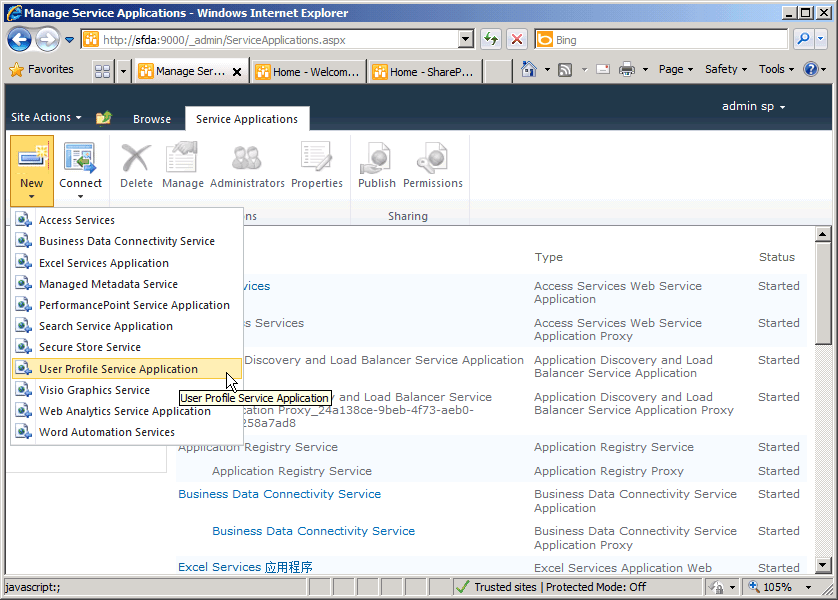 Manage Service Applications - Windows Internet Explorer
http://sfda:9000/_admin/ServiceApplications.aspx
Bing
Favorites
Manage Ser...
Home - Welcom...
Home - ShareP...
Page
Safety
Tools
admin sp
Site Actions
Browse
Service Applications
New
Connect
Delete
Manage
Administrators
Properties
Publish
Permissions
ns
Sharing
Access Services
Business Data Connectivity Service
Excel Services Application
Managed Metadata Service
PerformancePoint Service Application
Search Service Application
Secure Store Service
User Profile Service Application
Visio Graphics Service
Web Analytics Service Application
Word Automation Services
User Profile Service Application
Type
Status
vices
Access Services Web Service
Application
Started
s Services
Access Services Web Service
Application Proxy
Started
Discovery and Load Balancer Service Application
Application Discovery and Load
Balancer Service Application
Started
y and Load Balancer Service
cation Proxy_24a138ce-9beb-4f73-aeb0-
258a7ad8
Application Discovery and Load
Balancer Service Application Proxy
Started
Application Registry Service
Application Registry Service
Started
Application Registry Service
Application Registry Proxy
Started
Business Data Connectivity Service
Business Data Connectivity Service
Application
Started
Business Data Connectivity Service
Business Data Connectivity Service
Application Proxy
Started
Excel Services 应用程序
Excel Services Application Web
Started
javascript:;
Trusted sites | Protected Mode: Off
105%